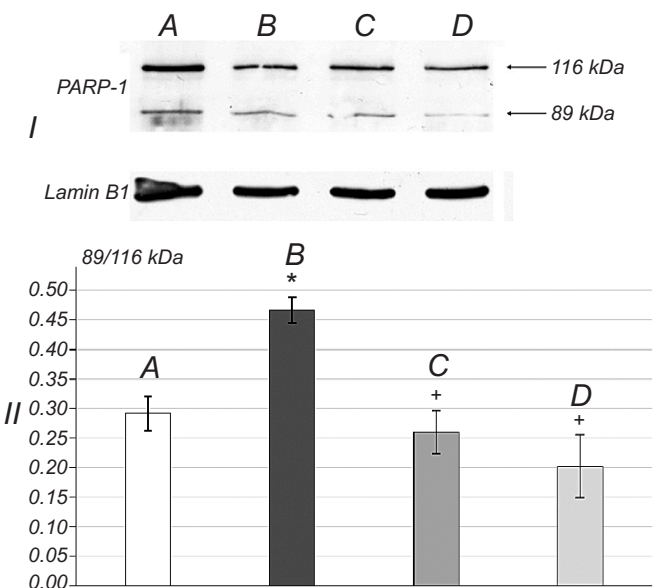 A B C D
PARP-1
116 kDa
89 kDa
I
Lamin B1
89/116 kDa
B
*
0.50
0.45
0.40
A
C
0.35
D
+
+
II
0.30
0.25
0.20
0.15
0.10
0.05
0.00